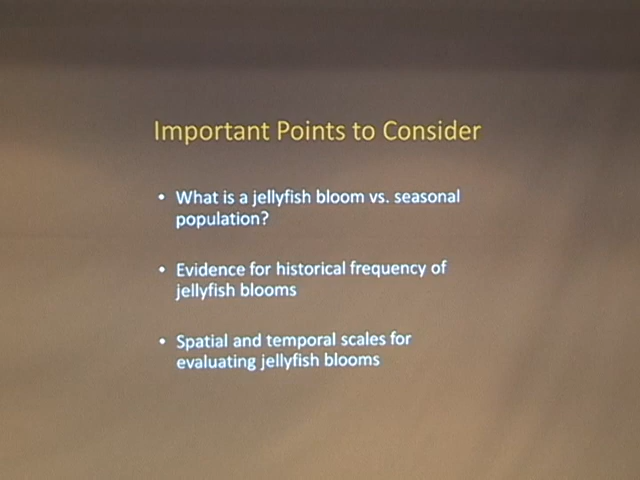 Important Points to Consider
• What is a jellyfish bloom vs. seasonal
population?
• Evidence for historical frequency of
jellyfish blooms
• Spatial and temporal scales for
evaluating jellyfish blooms